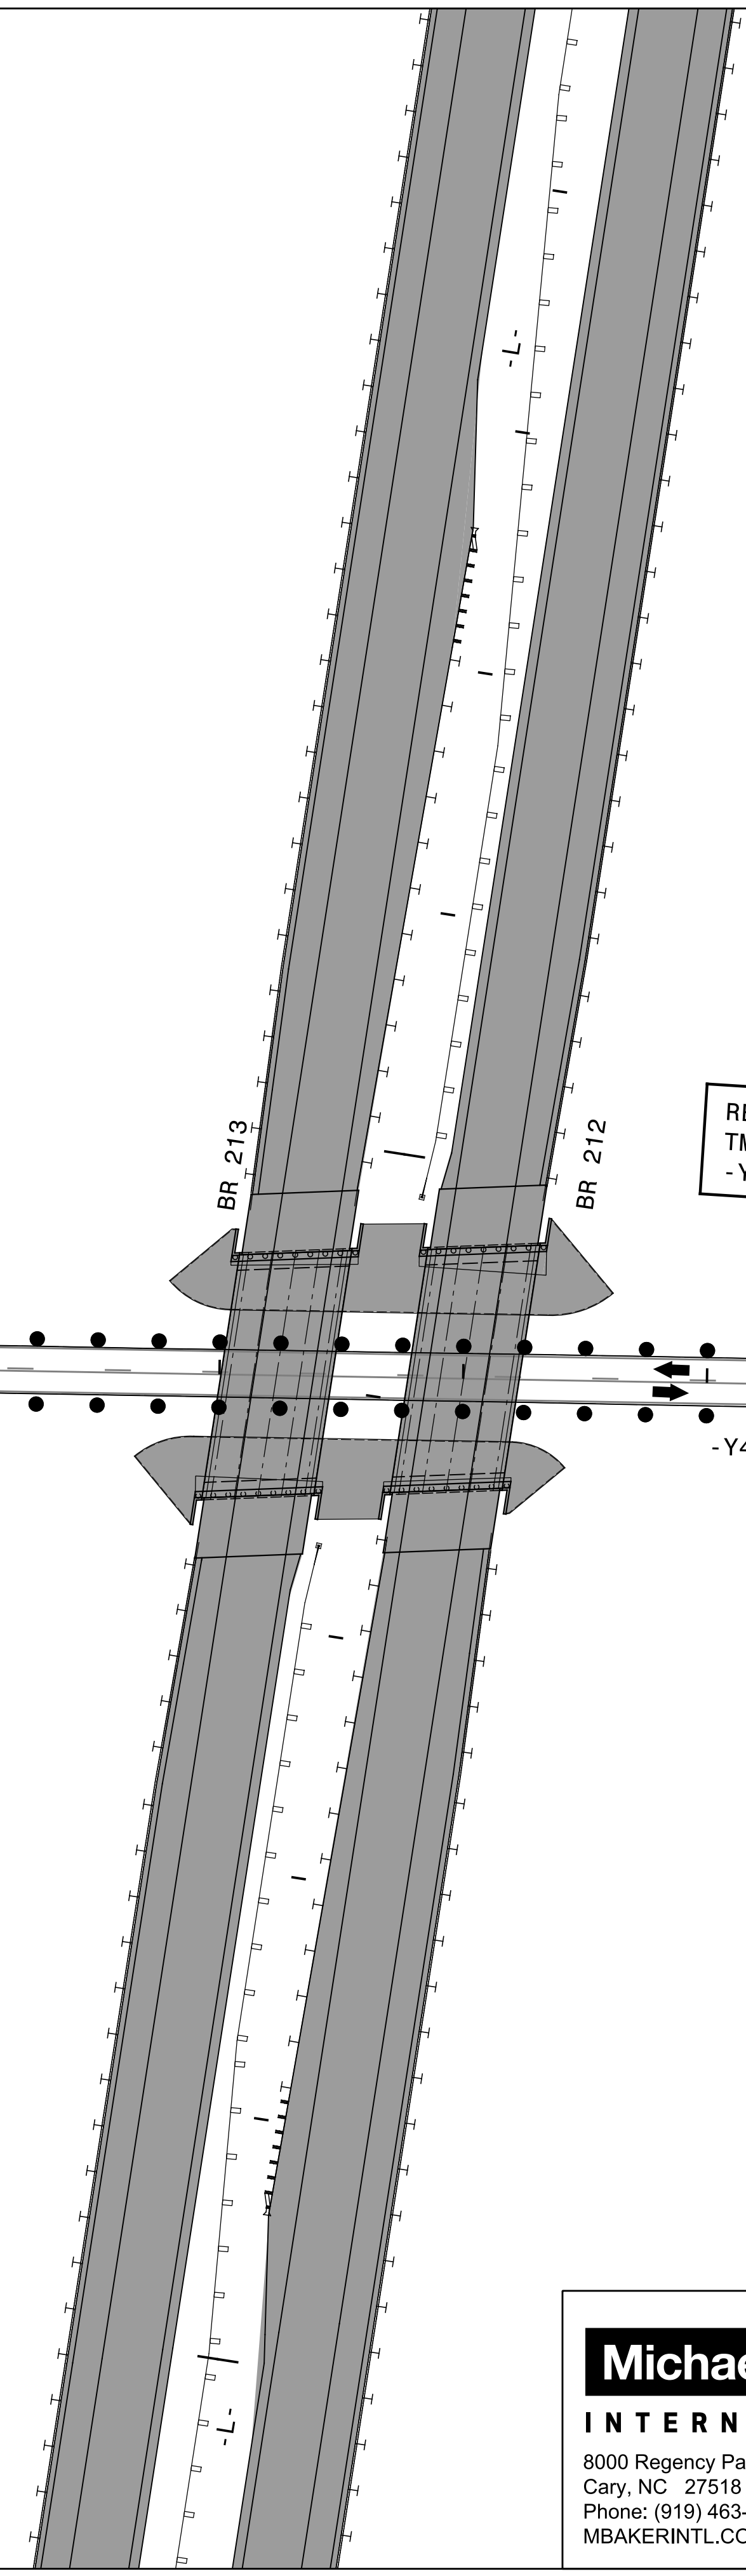 -L-
RE
TM
-Y
BR 213
BR 212
-Y4
-L-
Michae
INTERN
8000 Regency Pa
Cary, NC 27518
Phone: (919) 463-
MBAKERINTL.CO